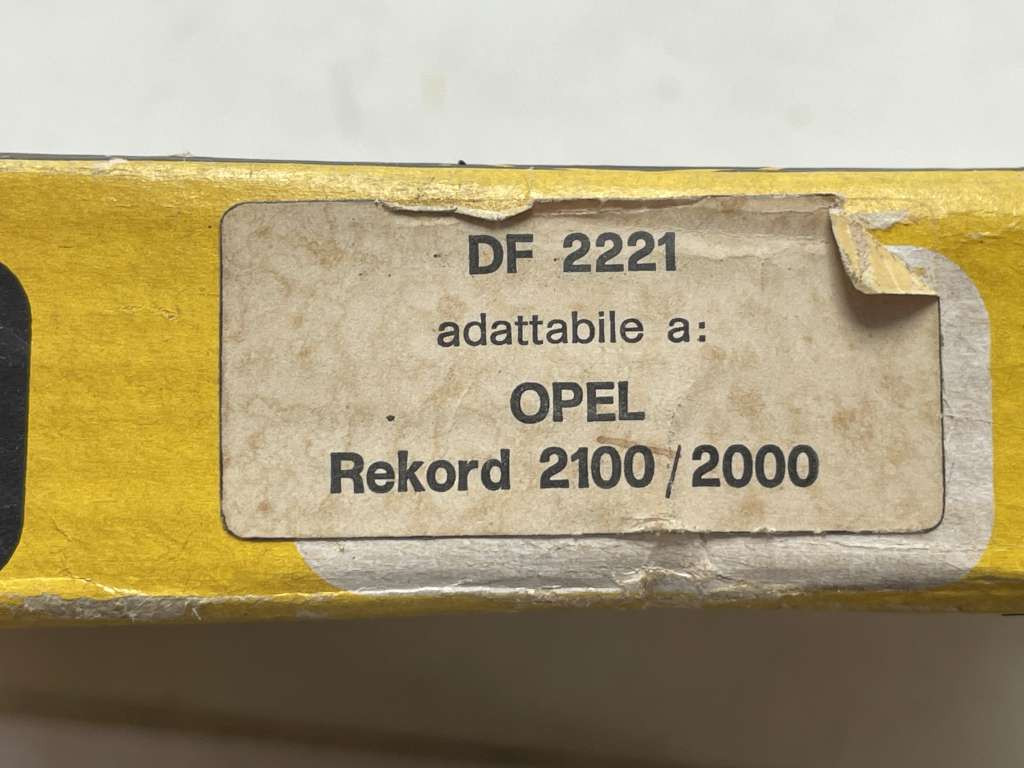 DF 2221
adattabile a:
OPEL
Rekord 2100/2000